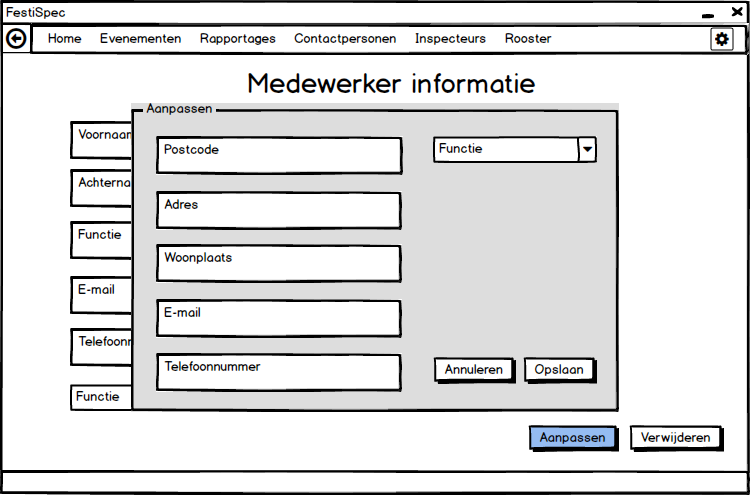 FestiSpec
Home Evenementen Rapportages Contactpersonen Inspecteurs Rooster
Medewerker informatie
Aanpassen
Voornaam
Postcode
Functie
Achterna
Adres
Functie
Woonplaats
E-mail
E-mail
Telefoonn
Telefoonnummer
Annuleren Opslaan
Functie
Aanpassen Verwijderen